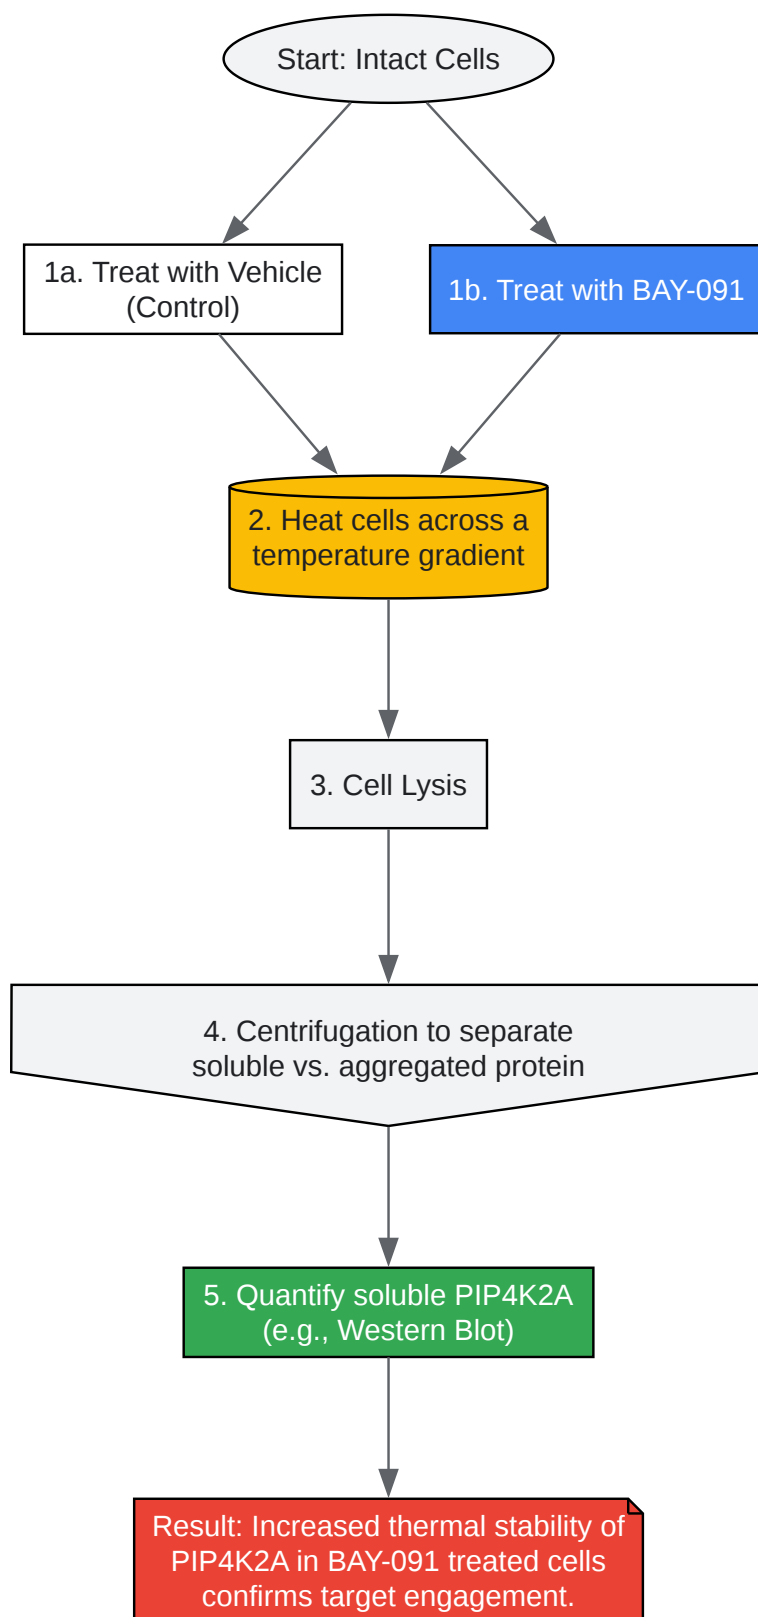 Start: Intact Cells
1a. Treat with Vehicle
(Control)
1b. Treat with BAY-091
2. Heat cells across a
temperature gradient
3. Cell Lysis
4. Centrifugation to separate
soluble vs. aggregated protein
5. Quantify soluble PIP4K2A
(e.g., Western Blot)
Result: Increased thermal stability of
PIP4K2A in BAY-091 treated cells
confirms target engagement.